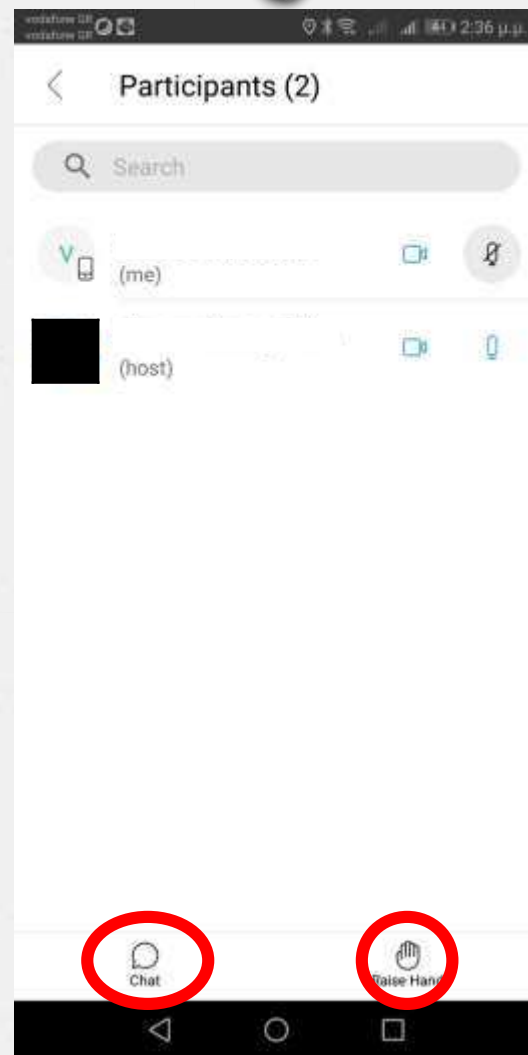 vodafone GR
vodafone GR
2:36 μ.μ.
Participants (2)
Search
V
(me)
(host)
Chat
Raise Hand